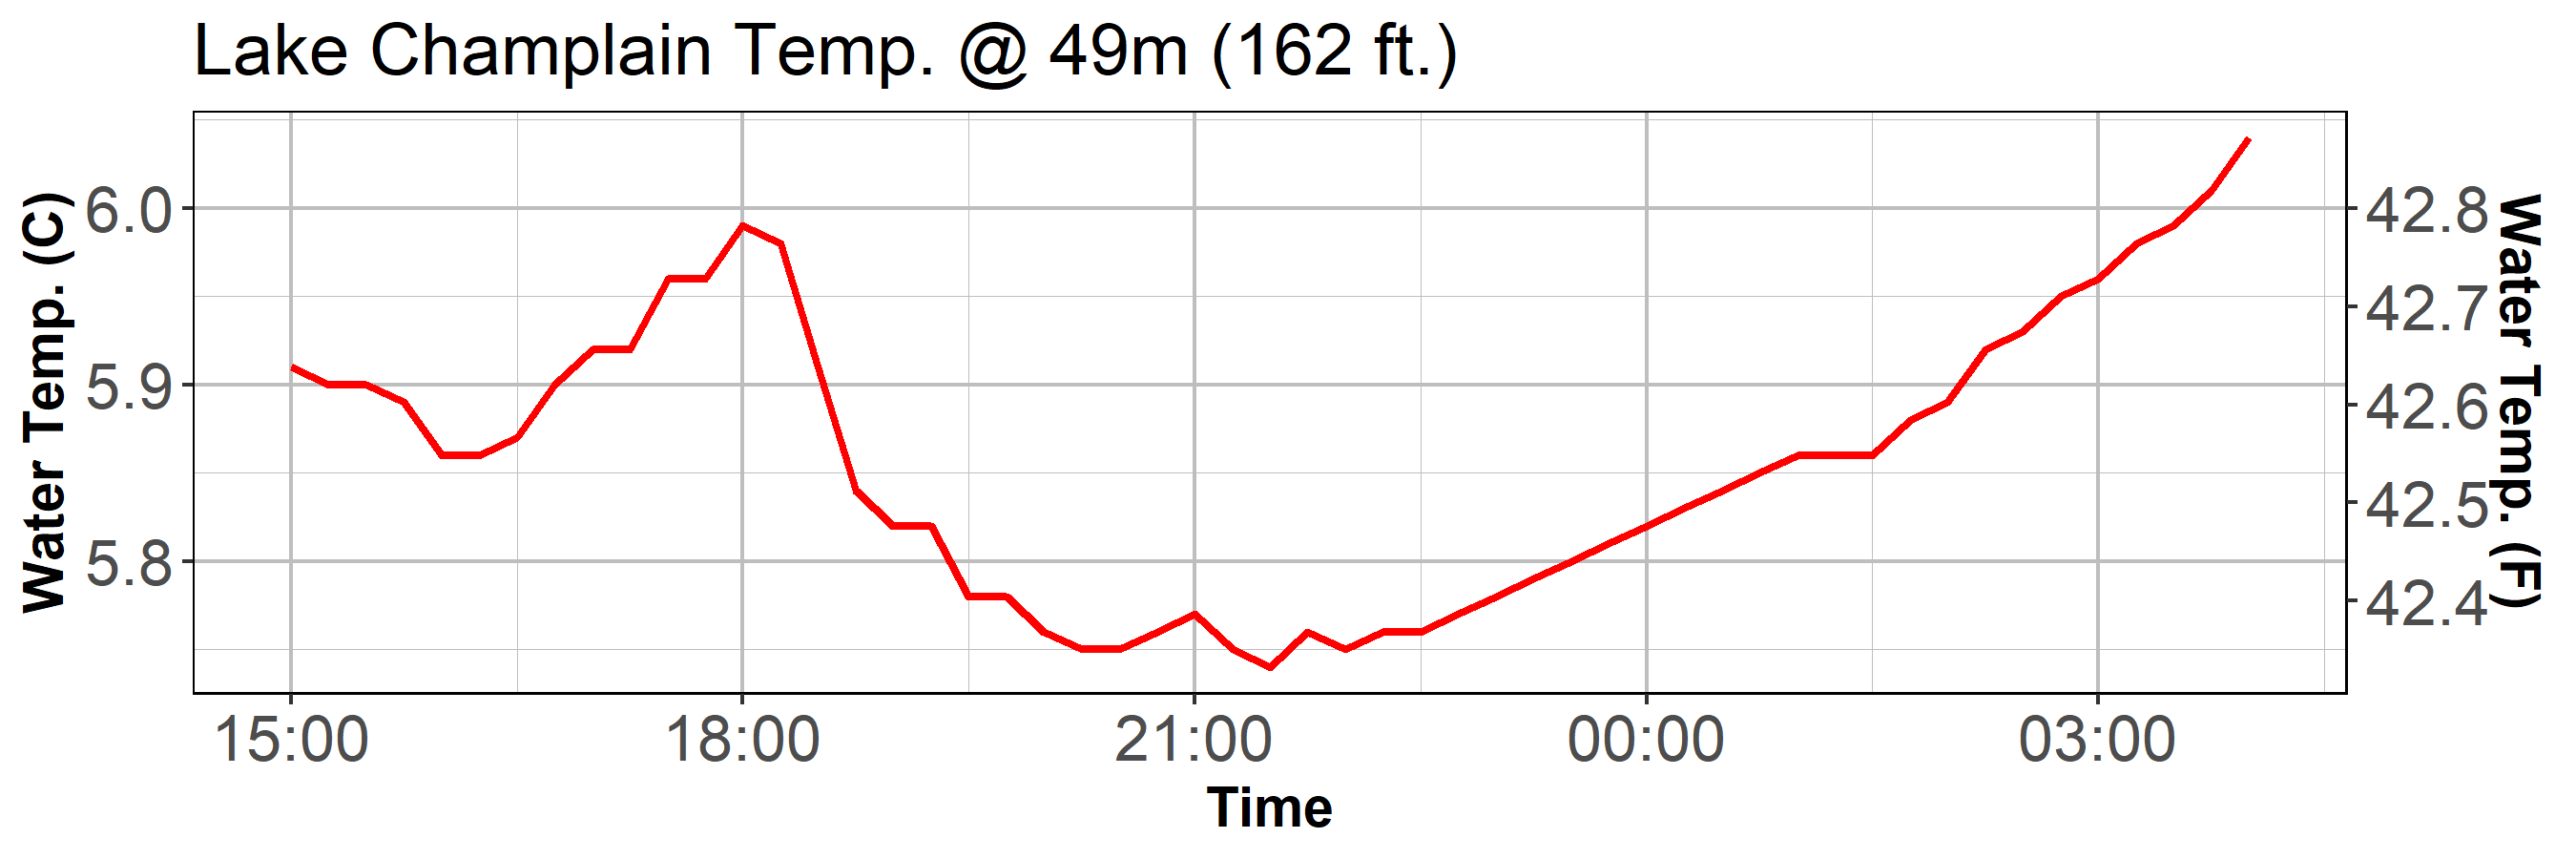 Lake Champlain Temp. @ 49m (162 ft.)
Water Temp. (C)
6.0
5.9
5.8
42.8
42.7
42.6
42.5
42.4
Water Temp. (F)
15:00 18:00 21:00 00:00 03:00
Time